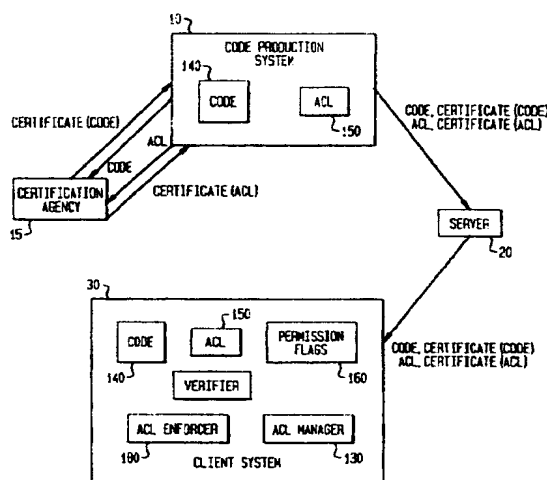 10
CODE PRODUCTION
SYSTEM
140
CODE
ACL
150
CERTIFICATE (CODE)
CODE
ACL
CERTIFICATE (ACL)
CERTIFICATION
AGENCY
15
CODE, CERTIFICATE (CODE)
ACL, CERTIFICATE (ACL)
SERVER
20
30
CODE
140
150
ACL
PERMISSION
FLAGS
160
VERIFIER
ACL ENFORCER
180
ACL MANAGER
130
CLIENT SYSTEM
CODE, CERTIFICATE (CODE)
ACL, CERTIFICATE (ACL)